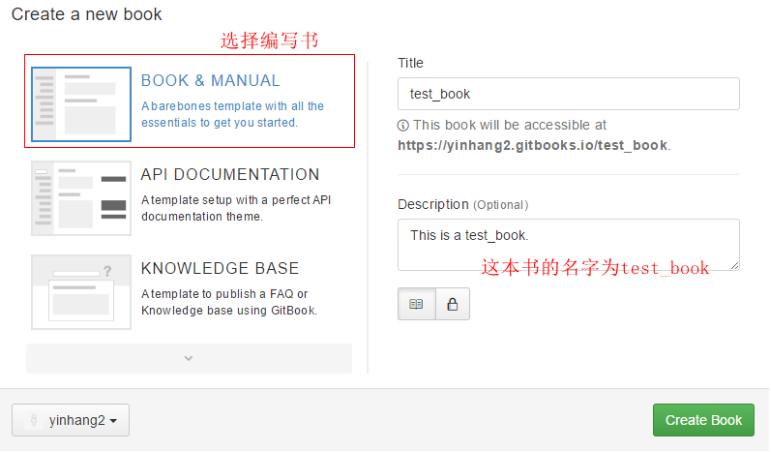 Create a new book
选择编写书
BOOK & MANUAL
A barebones template with all the
essentials to get you started.
API DOCUMENTATION
A template setup with a perfect API
documentation theme.
?
KNOWLEDGE BASE
A template to publish a FAQ or
Knowledge base using GitBook.
Title
test_book
This book will be accessible at
https://yinhang2.gitbooks.io/test_book.
Description (Optional)
This is a test_book.
这本书的名字为test_book
yinhang2
Create Book